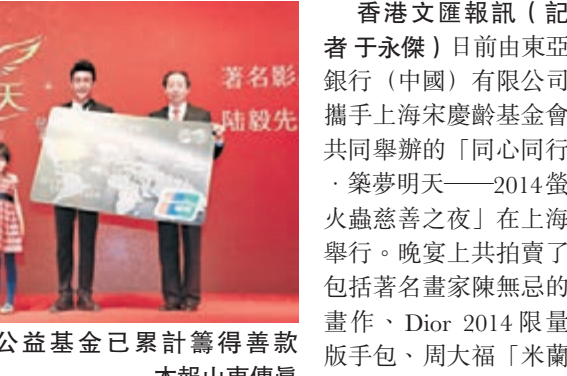 天
著名影
陆毅先
公益基金已累計籌得善款
本報山東傳真
香港文匯報訊（記
者 于永傑）日前由東亞
銀行（中國）有限公司
攜手上海宋慶齡基金會
共同舉辦的「同心同行
·築夢明天——2014螢
火蟲慈善之夜」在上海
舉行。晚宴上共拍賣了
包括著名畫家陳無忌的
畫作、Dior 2014限量
版手包、周大福「米蘭